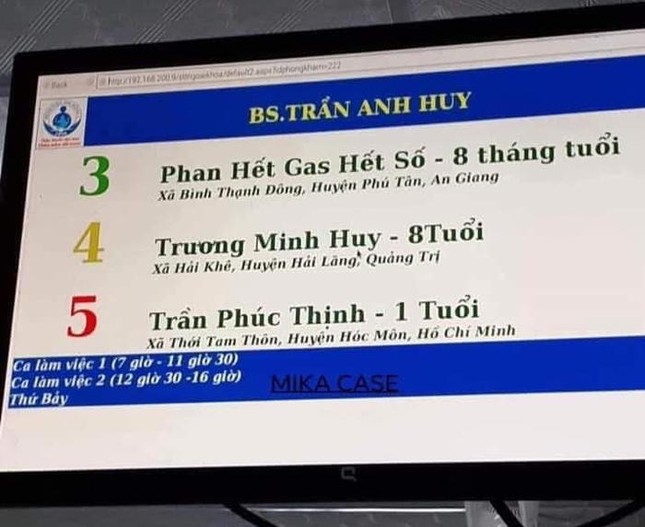 Back
BS.TRẦN ANH HUY
3
Phan Hết Gas Hết Số - 8 tháng tuổi
Xã Bình Thạnh Đông, Huyện Phú Tân, An Giang
4
Trương Minh Huy - 8Tuổi
Xã Hải Khê, Huyện Hải Lăng, Quảng Trị
5
Trần Phúc Thịnh - 1 Tuổi
Xã Thới Tam Thôn, Huyện Hóc Môn, Hồ Chí Minh
Ca làm việc 1 (7 giờ - 11 giờ 30)
Ca làm việc 2 (12 giờ 30 -16 giờ)
MIKA CASE
Thứ Bảy